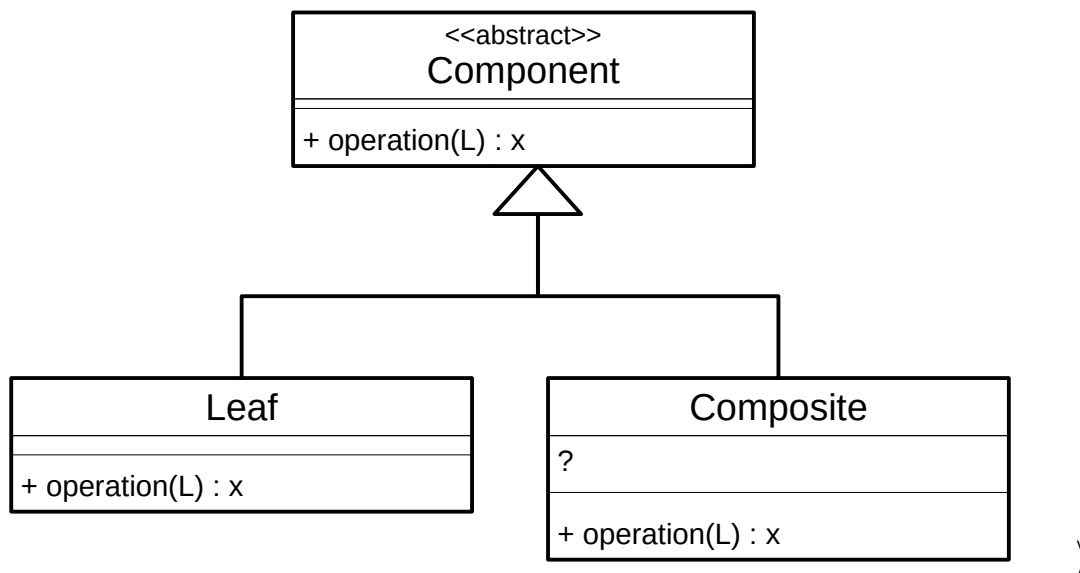 <<abstract>>
Component
+ operation(L) : x
Leaf
+ operation(L) : x
Composite
?
+ operation(L) : x